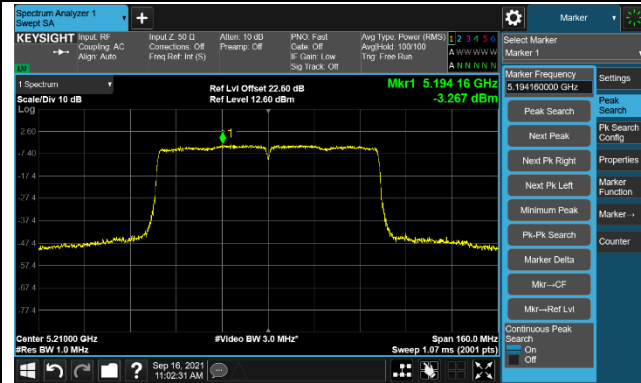 Spectrum Analyzer 1
Swept SA
+
Marker
KEYSIGHT
Input: RF
Coupling: AC
Align: Auto
Input Z: 50 Ω
Corrections: Off
Freq Ref: Int (S)
Atten: 10 dB
Preamp: Off
PNO: Fast
Gate: Off
IF Gain: Low
Sig Track: Off
Avg Type: Power (RMS)
Avg|Hold: 100/100
Trig: Free Run
1 2 3 4 5 6
A W W W W W
A N N N N N
LXI
Select Marker
Marker 1
1 Spectrum
Scale/Div 10 dB
Log
Ref Lvl Offset 22.60 dB
Ref Level 12.60 dBm
Mkr1 5.194 16 GHz
-3.267 dBm
2.60
-7.40
-17.4
-27.4
-37.4
-47.4
-57.4
-67.4
-77.4
1
Center 5.21000 GHz
#Res BW 1.0 MHz
#Video BW 3.0 MHz*
Span 160.0 MHz
Sweep 1.07 ms (2001 pts)
Marker Frequency
5.194160000 GHz
Peak Search
Next Peak
Next Pk Right
Next Pk Left
Minimum Peak
Pk-Pk Search
Marker Delta
Mkr→CF
Mkr→Ref Lvl
Continuous Peak
Search
On
Off
Settings
Peak
Search
Pk Search
Config
Properties
Marker
Function
Marker→
Counter
?
Sep 16, 2021
11:02:31 AM